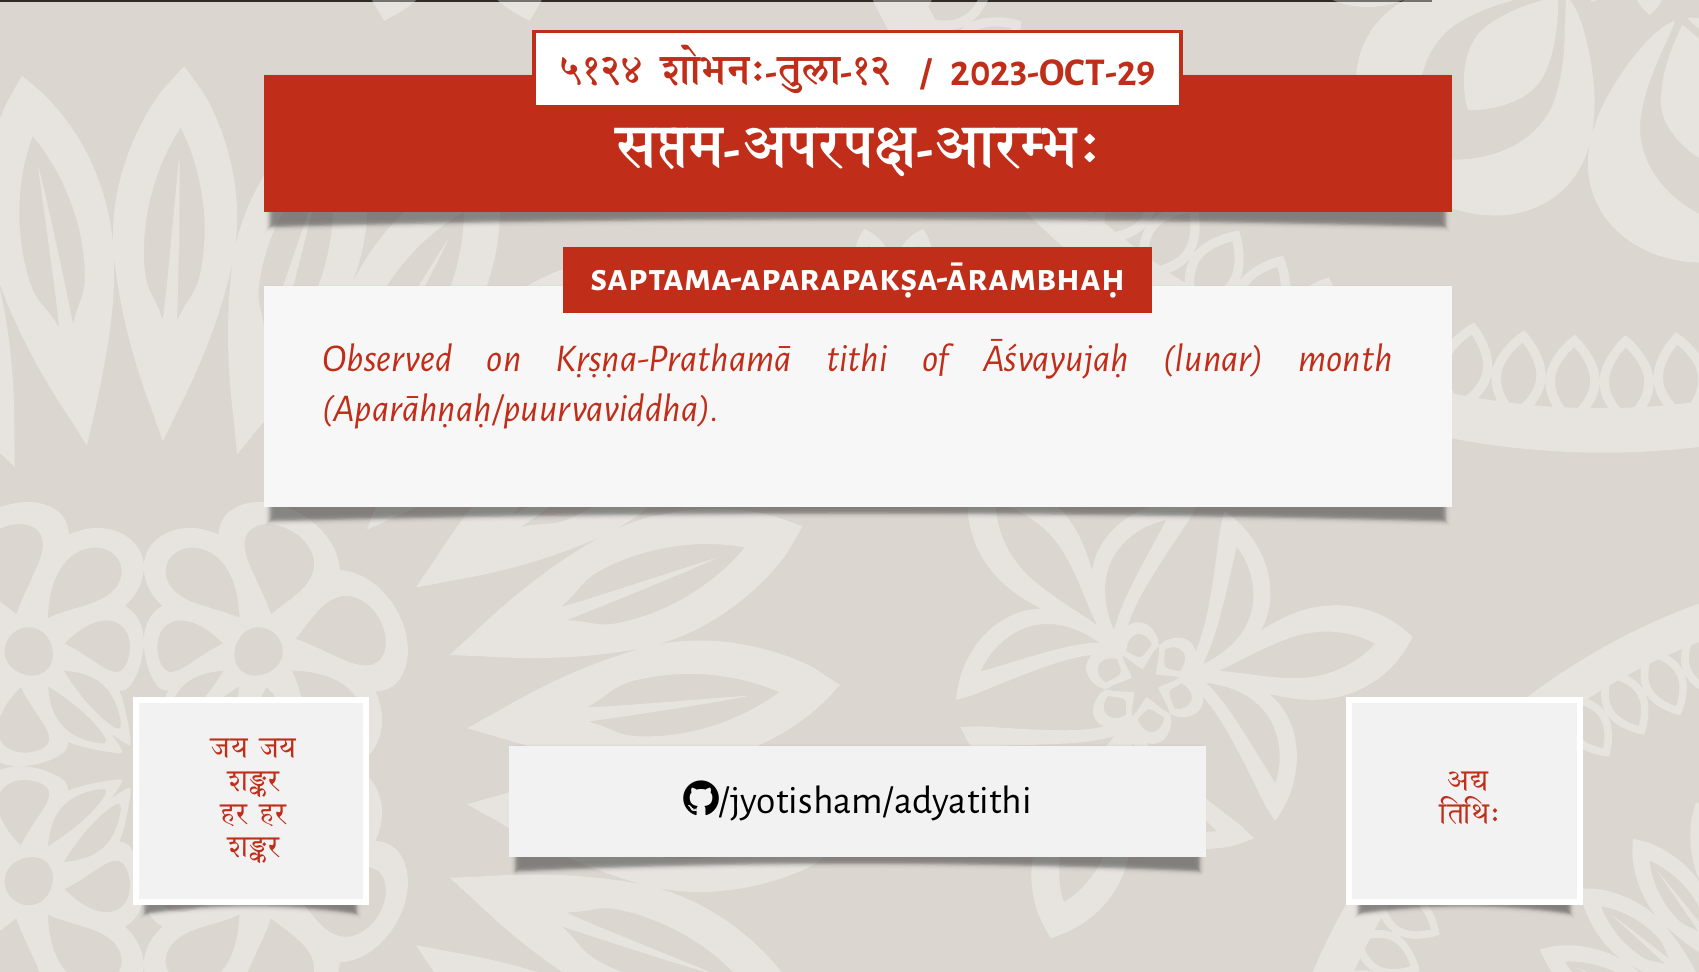 ५१२४ शोभनः-तुला-१२ / 2023-OCT-29
सप्तम-अपरपक्ष-आरम्भः
SAPTAMA-APARAPAKṢA-ĀRAMBHAḤ
Observed on Kṛṣṇa-Prathamā tithi of Āśvayujaḥ (lunar) month
(Aparāhṇaḥ/puurvaviddha).
जय जय
शङ्कर
हर हर
शङ्कर
/jyotisham/adyatithi
अद्य
तिथिः